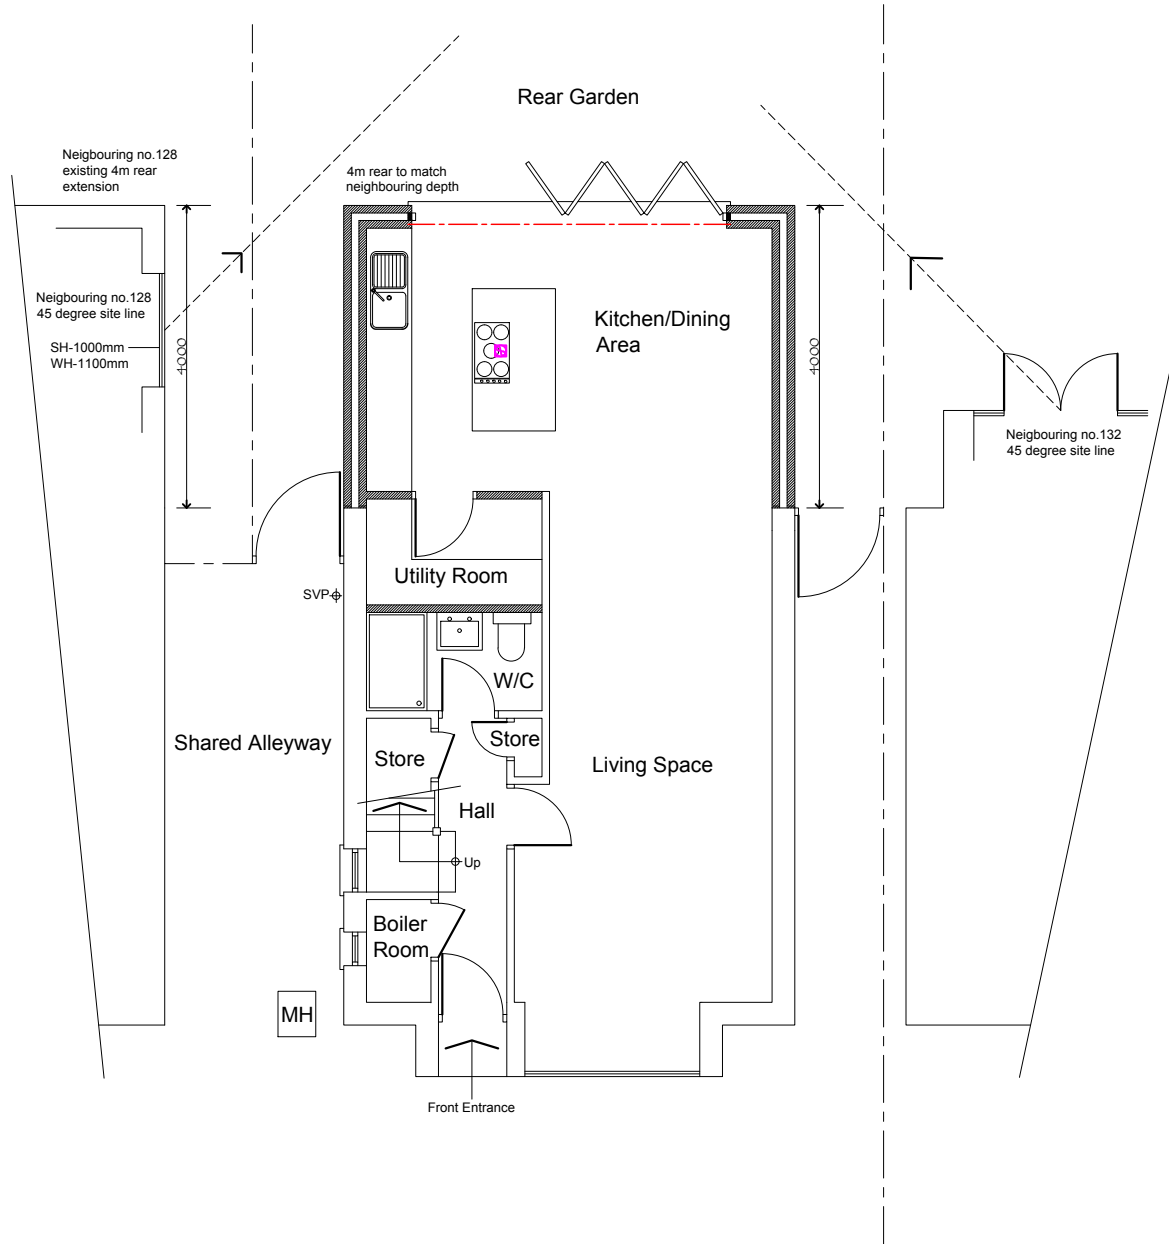 Rear Garden
Neigbouring no.128
existing 4m rear
extension
4m rear to match
neighbouring depth
Neigbouring no.128
45 degree site line
SH-1000mm
WH-1100mm
4000
Kitchen/Dining
Area
4000
Neigbouring no.132
45 degree site line
Utility Room
SVP
W/C
Shared Alleyway
Store
Store
Living Space
Hall
Up
Boiler
Room
MH
Front Entrance